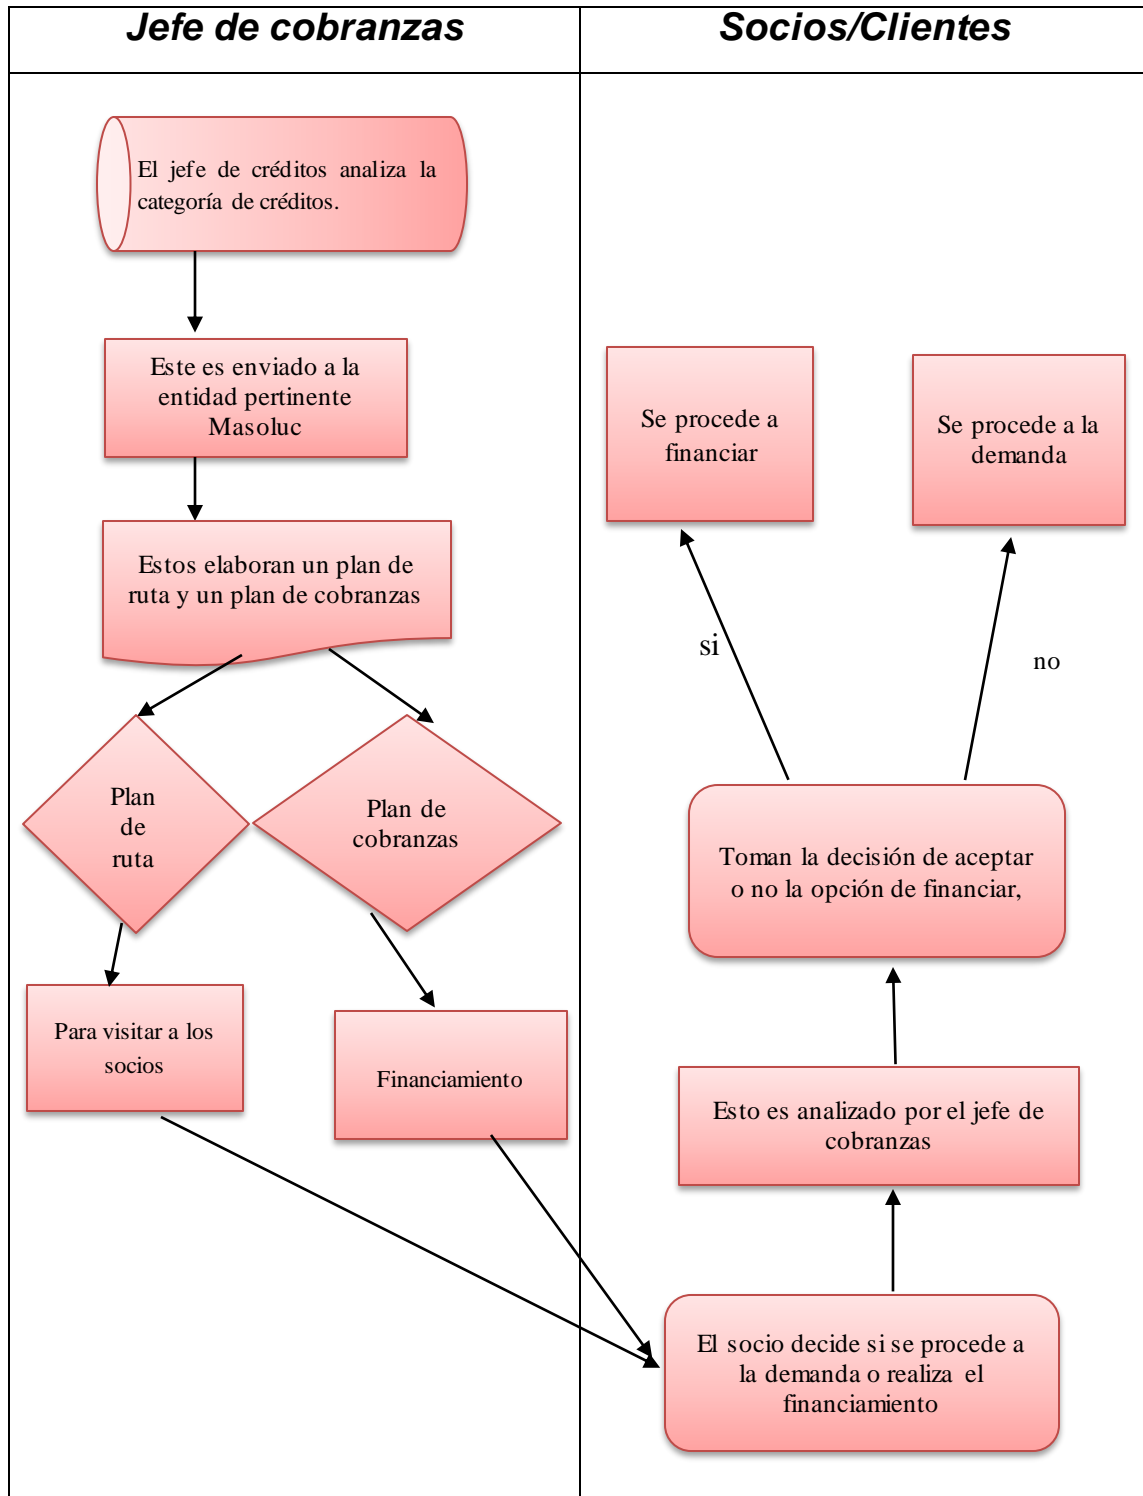 Jefe de cobranzas
Socios/Clientes
El jefe de créditos analiza la
categoría de créditos.
Este es enviado a la
entidad pertinente
Masoluc
Estos elaboran un plan de
ruta y un plan de cobranzas
Plan
de
ruta
Plan de
cobranzas
Para visitar a los
socios
Financiamiento
Se procede a
financiar
Se procede a la
demanda
si
no
Toman la decisión de aceptar
o no la opción de financiar,
Esto es analizado por el jefe de
cobranzas
El socio decide si se procede a
la demanda o realiza el
financiamiento